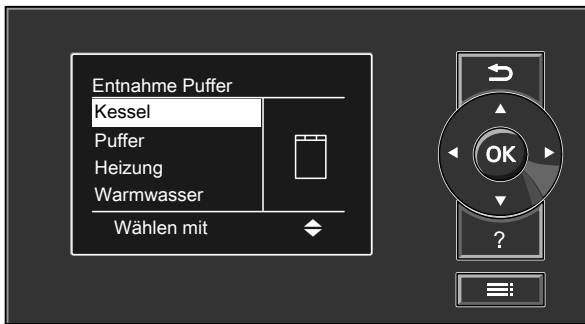 Entnahme Puffer
Kessel
Puffer
Heizung
Warmwasser
Wählen mit
OK
?